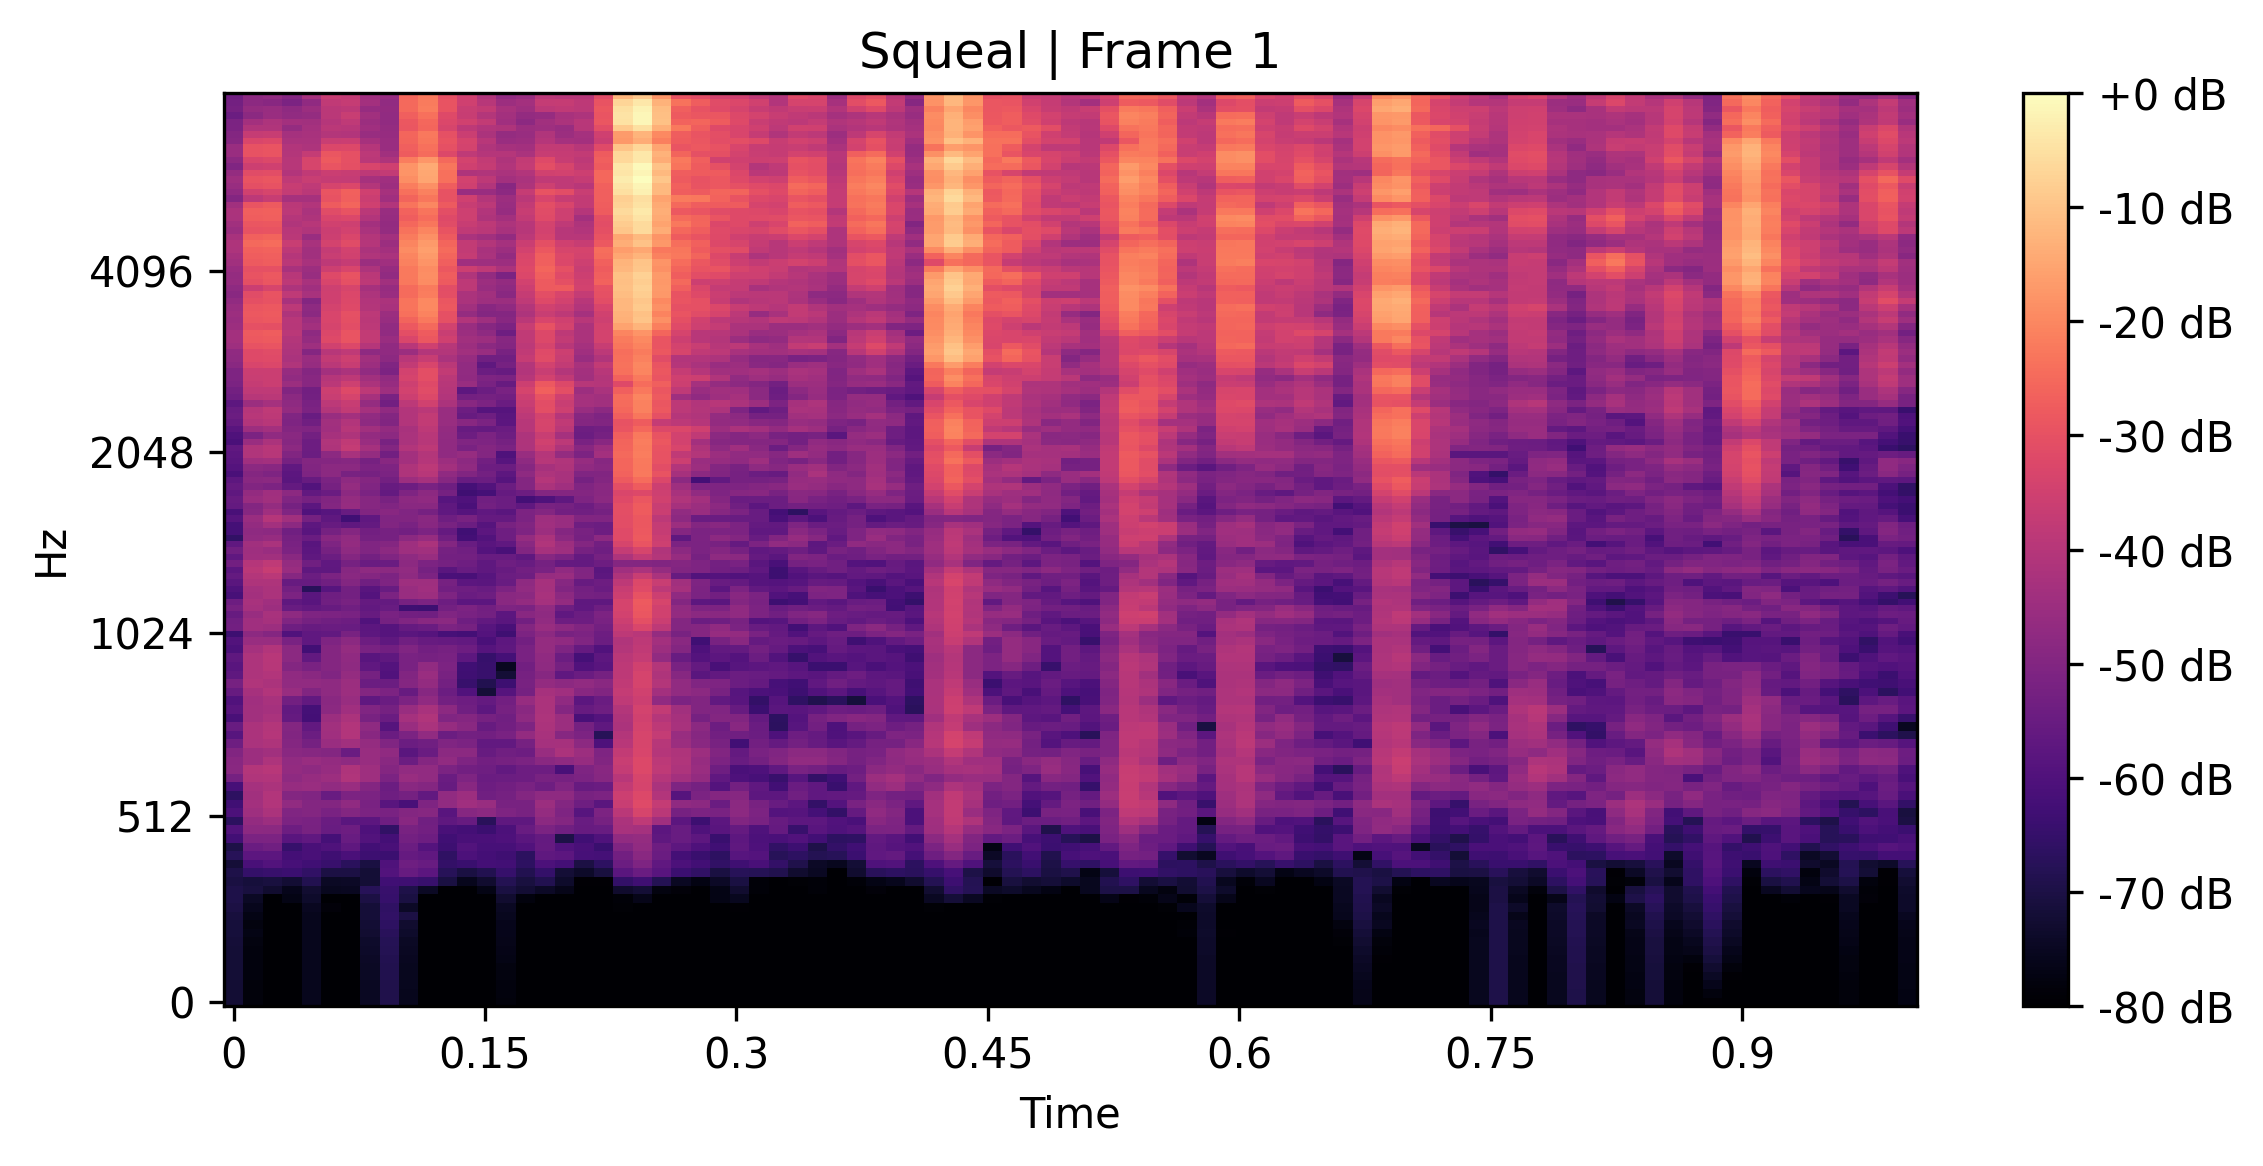 Squeal | Frame 1
+0 dB
-10 dB
-20 dB
-30 dB
-40 dB
-50 dB
-60 dB
-70 dB
-80 dB
Hz
4096
2048
1024
512
0
0 0.15 0.3 0.45 0.6 0.75 0.9
Time